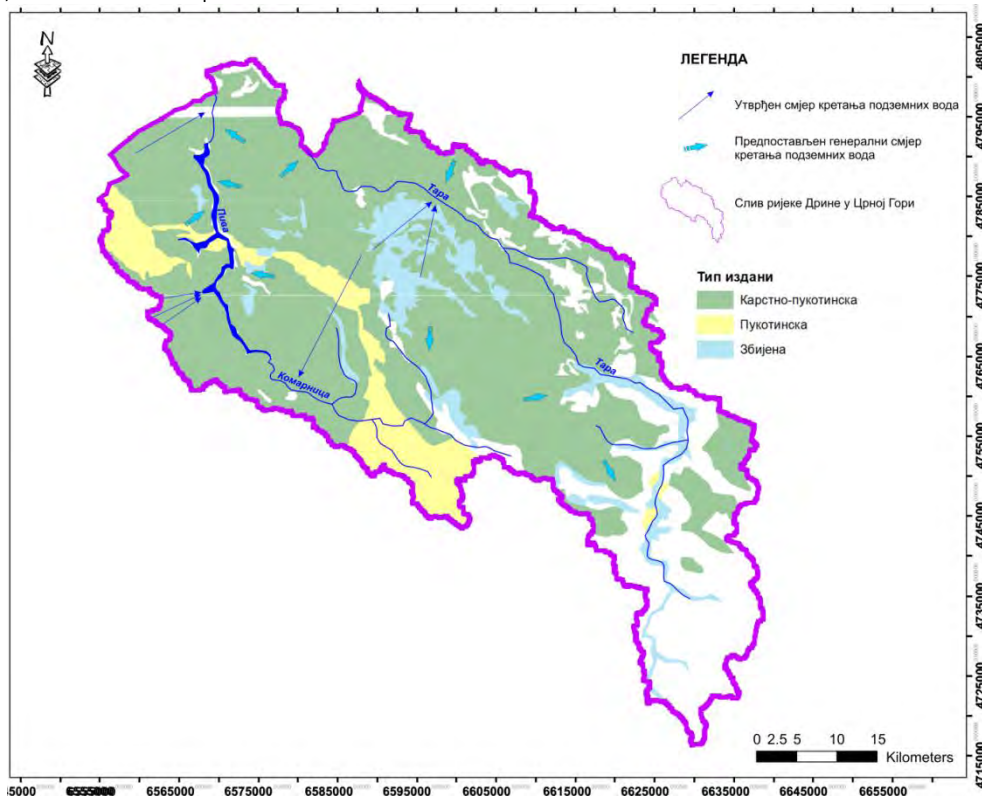 N
ЛЕГЕНДА
Утврђен смјер кретања подземних вода
Предпостављен генерални смјер
кретања подземних вода
Слив ријеке Дрине у Црној Гори
Тип издани
Карстно-пукотинска
Пукотинска
Збијена
Тара
Пива
Тара
Комарница
0 2.5 5 10 15
Kilometers
4805000
4795000
4785000
4775000
4765000
4755000
4745000
4735000
4725000
4715000
6555000 6565000 6575000 6585000 6595000 6605000 6615000 6625000 6635000 6645000 6655000